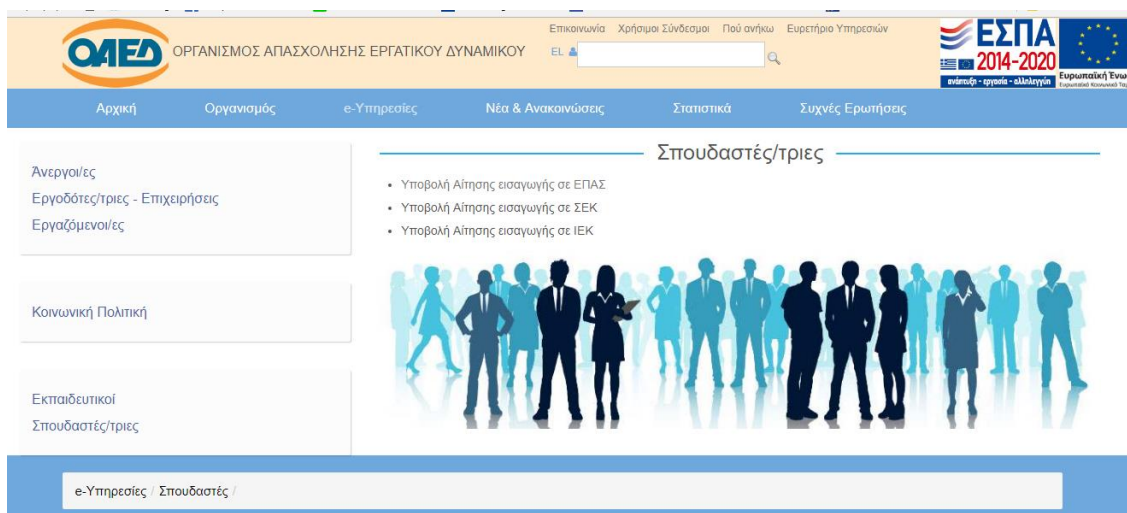 Επικοινωνία Χρήσιμοι Σύνδεσμοι Πού ανήκω Ευρετήριο Υπηρεσιών
ΟΑΕΔ ΟΡΓΑΝΙΣΜΟΣ ΑΠΑΣΧΟΛΗΣΗΣ ΕΡΓΑΤΙΚΟΥ ΔΥΝΑΜΙΚΟΥ EL
ΕΣΠΑ
2014-2020
ανάπτυξη - εργασία - αλληλεγγύη
Ευρωπαϊκή Ένω
Ευρωπαϊκό Κοινωνικό Ταμ
Αρχική Οργανισμός e-Υπηρεσίες Νέα & Ανακοινώσεις Στατιστικά Συχνές Ερωτήσεις
Άνεργοι/ες
Εργοδότες/τριες - Επιχειρήσεις
Εργαζόμενοι/ες
Κοινωνική Πολιτική
Εκπαιδευτικοί
Σπουδαστές/τριες
Σπουδαστές/τριες
• Υποβολή Αίτησης εισαγωγής σε ΕΠΑΣ
• Υποβολή Αίτησης εισαγωγής σε ΣΕΚ
• Υποβολή Αίτησης εισαγωγής σε ΙΕΚ
e-Υπηρεσίες / Σπουδαστές /